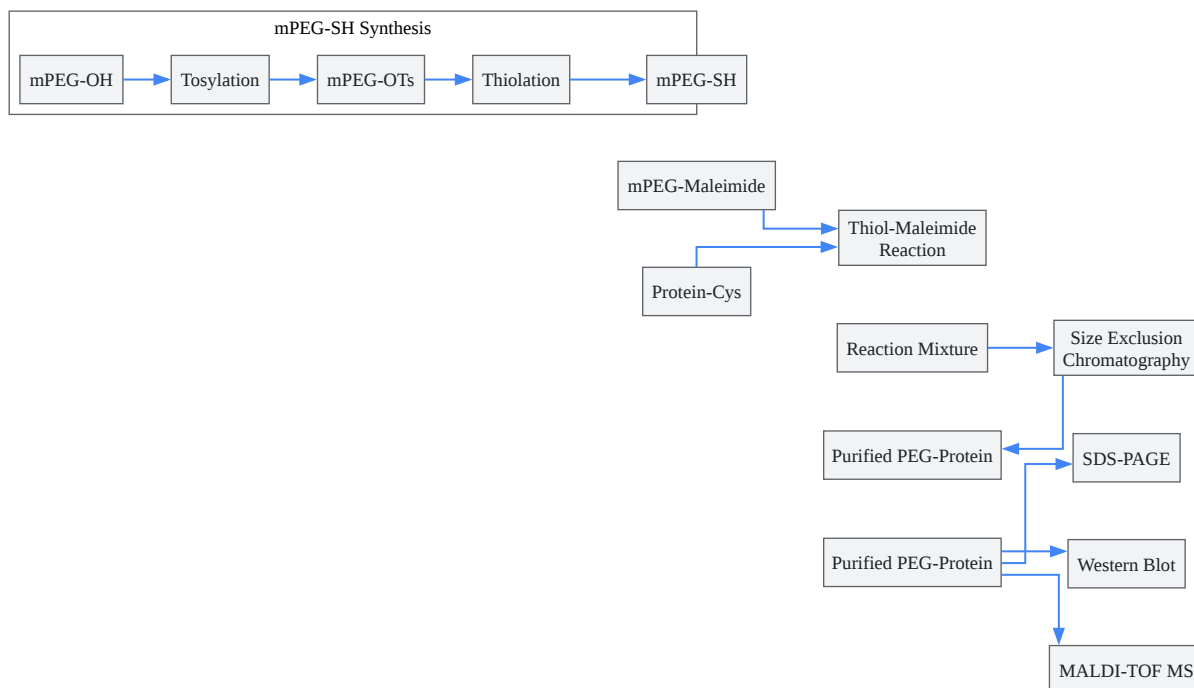 mPEG-SH Synthesis
mPEG-OH
Tosylation
mPEG-OTs
Thiolation
mPEG-SH
mPEG-Maleimide
Thiol-Maleimide
Reaction
Protein-Cys
Reaction Mixture
Size Exclusion
Chromatography
Purified PEG-Protein
SDS-PAGE
Purified PEG-Protein
Western Blot
MALDI-TOF MS